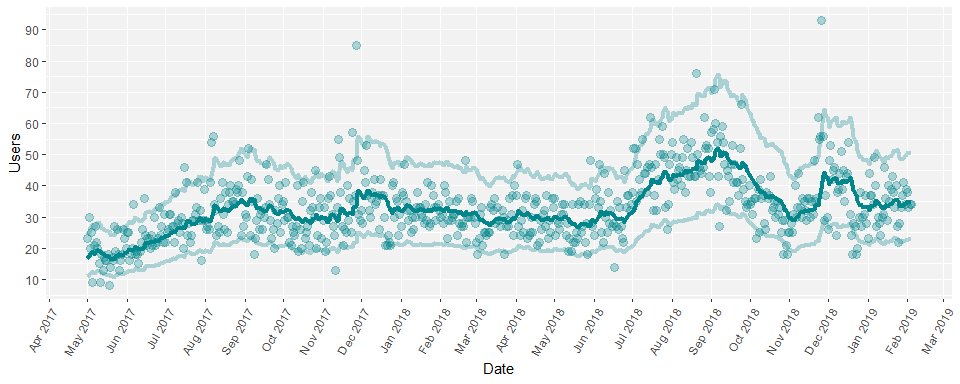 Users
90
80
70
60
50
40
30
20
10
Apr 2017
May 2017
Jun 2017
Jul 2017
Aug 2017
Sep 2017
Oct 2017
Nov 2017
Dec 2017
Jan 2018
Feb 2018
Mar 2018
Apr 2018
May 2018
Jun 2018
Jul 2018
Aug 2018
Sep 2018
Oct 2018
Nov 2018
Dec 2018
Jan 2019
Feb 2019
Mar 2019
Date